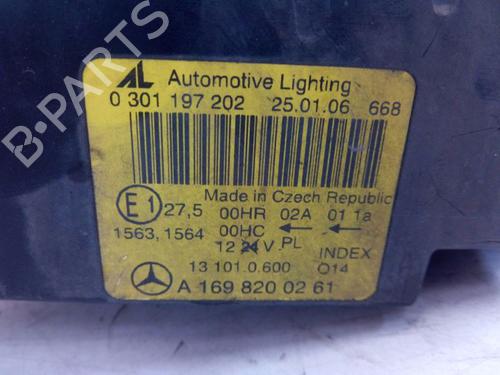 AL Automotive Lighting
0 301 197 202 25.01.06 668
Made in Czech Republic
E1 27,5 00HR 02A 01 1a
1563, 1564 00HC ← ←
12 24 V PL INDEX
13 101.0.600 014
A 169 820 02 61
B-PARTS